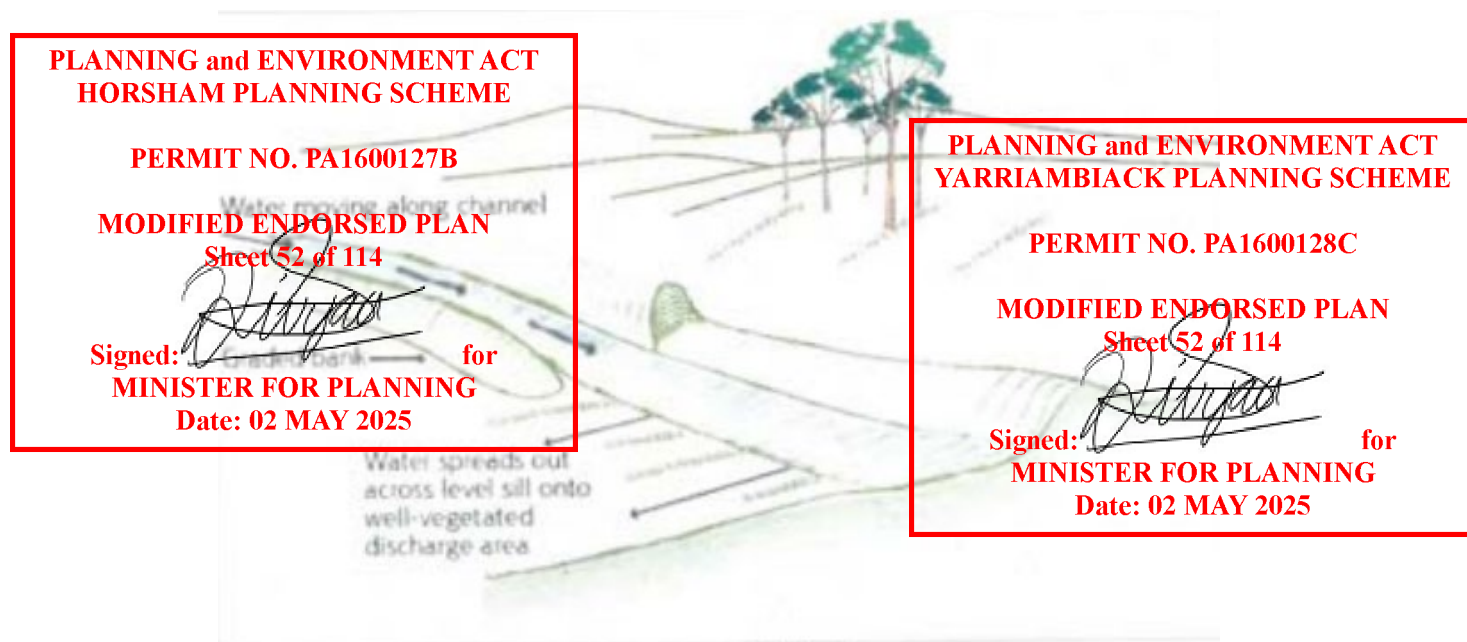 PLANNING and ENVIRONMENT ACT
HORSHAM PLANNING SCHEME
PERMIT NO. PA1600127B
MODIFIED ENDORSED PLAN
Sheet 52 of 114
Signed: for
MINISTER FOR PLANNING
Date: 02 MAY 2025
PLANNING and ENVIRONMENT ACT
YARRIAMBIACK PLANNING SCHEME
PERMIT NO. PA1600128C
MODIFIED ENDORSED PLAN
Sheet 52 of 114
Signed: for
MINISTER FOR PLANNING
Date: 02 MAY 2025
Water moving along channel
Graded bank
Water spreads out
across level sill onto
well-vegetated
discharge area